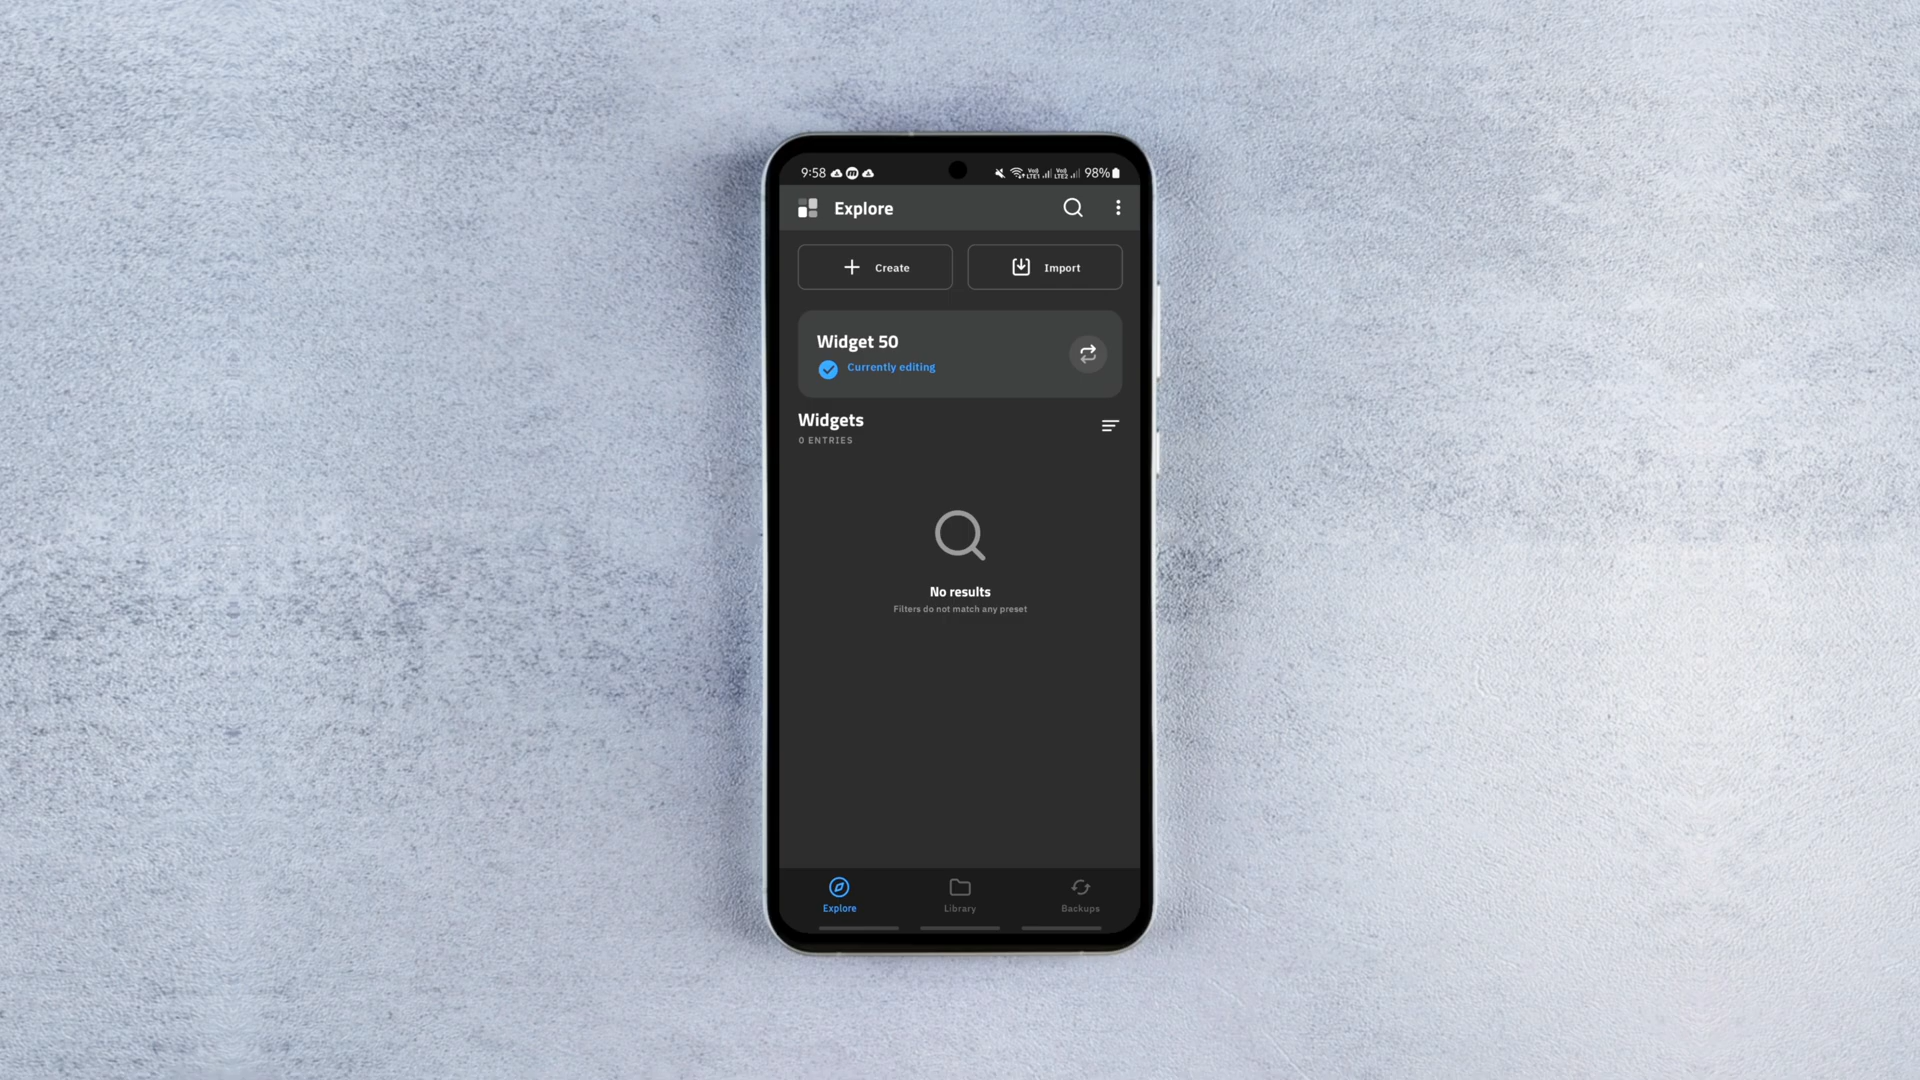 9:58 98%
Explore
Create Import
Widget 50
Currently editing
Widgets
0 ENTRIES
No results
Filters do not match any preset
Explore Library Backups